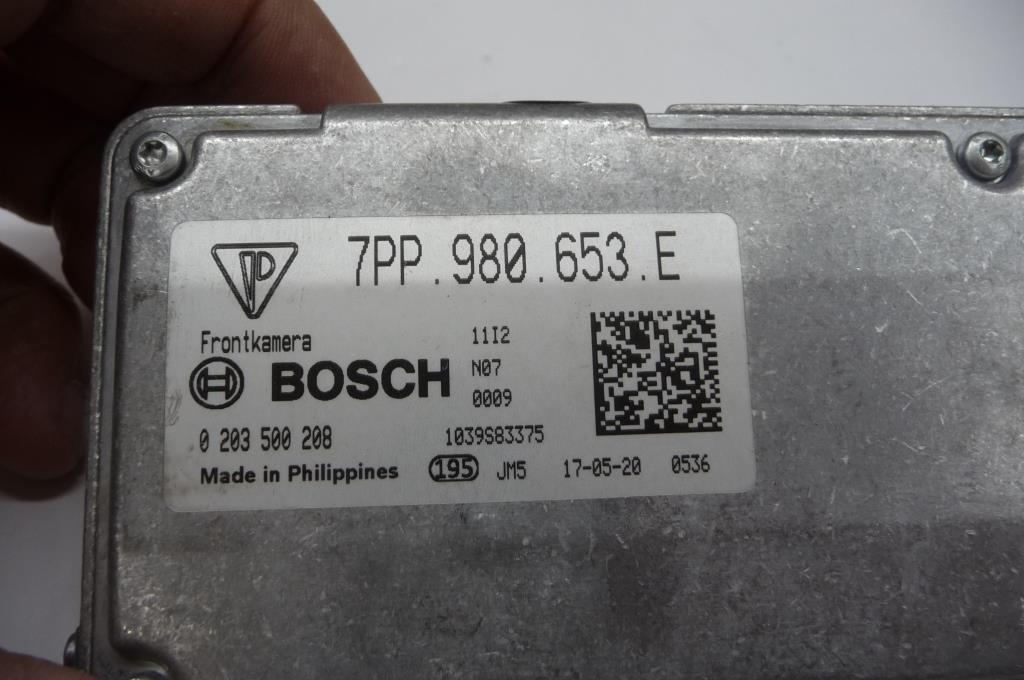 7PP.980.653.E
Frontkamera 11I2
BOSCH N07
0009
0 203 500 208 1039S83375
Made in Philippines 195 JM5 17-05-20 0536